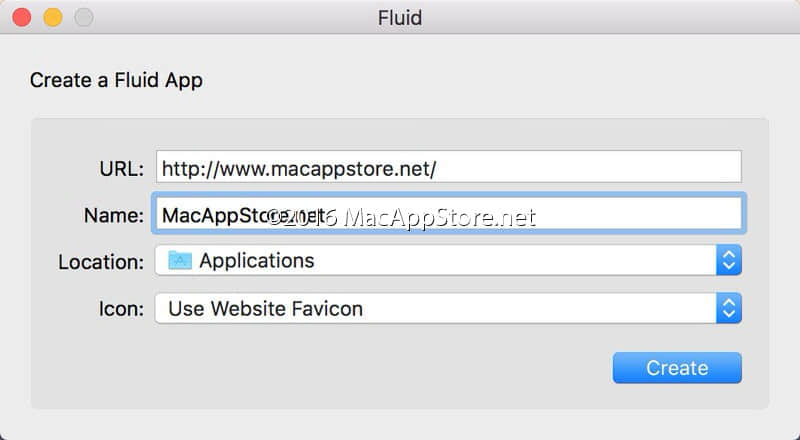 Fluid
Create a Fluid App
URL: http://www.macappstore.net/
Name: MacAppStore.net
©2016 MacAppStore.net
Location: Applications
Icon: Use Website Favicon
Create